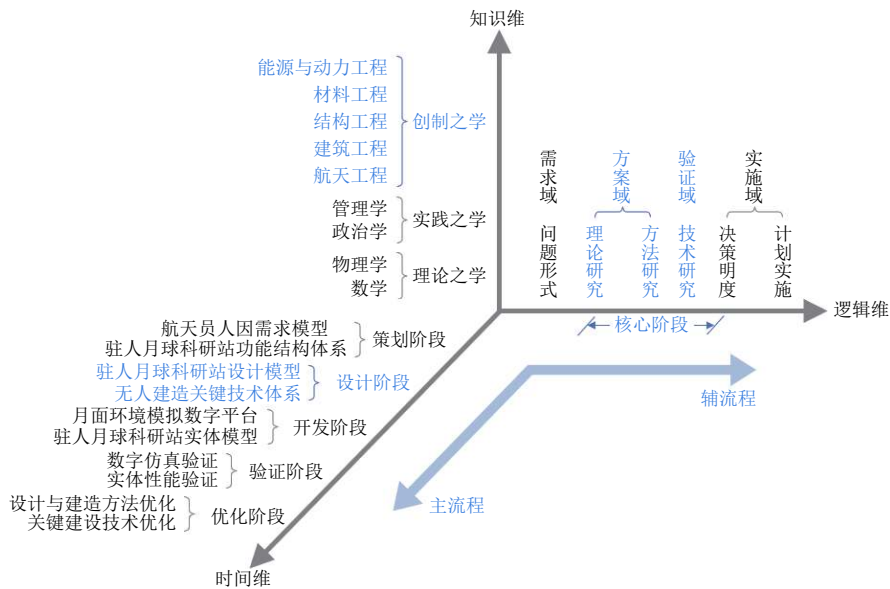 知识维
能源与动力工程
材料工程
结构工程
建筑工程
航天工程
创制之学
管理学
政治学
实践之学
物理学
数学
理论之学
需求域
方案域
验证域
实施域
问题形式
理论研究
方法研究
技术研究
决策明度
计划实施
逻辑维
核心阶段
航天员人因需求模型
驻人月球科研站功能结构体系
策划阶段
驻人月球科研站设计模型
无人建造关键技术体系
设计阶段
月面环境模拟数字平台
驻人月球科研站实体模型
开发阶段
数字仿真验证
实体性能验证
验证阶段
设计与建造方法优化
关键建设技术优化
优化阶段
时间维
辅流程
主流程